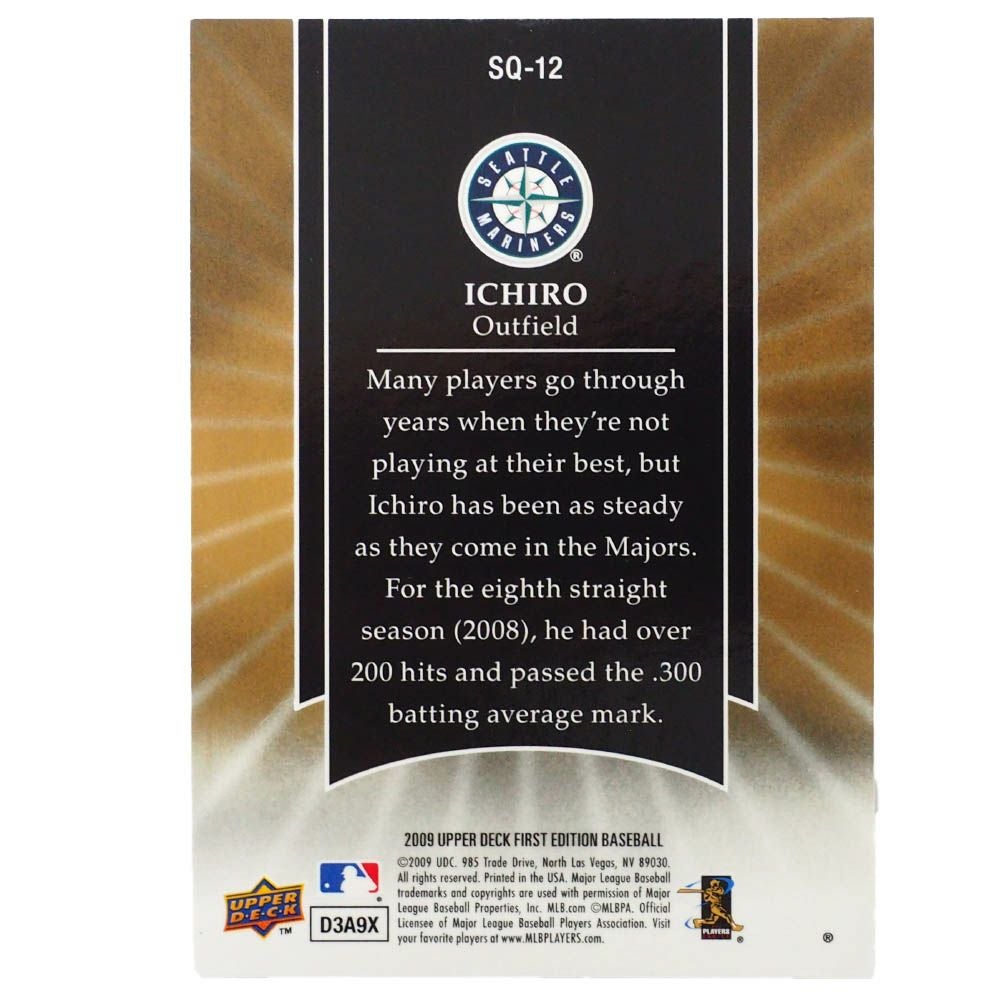 SQ-12
SEATTLE
MARINERS
®
ICHIRO
Outfield
Many players go through
years when they're not
playing at their best, but
Ichiro has been as steady
as they come in the Majors.
For the eighth straight
season (2008), he had over
200 hits and passed the .300
batting average mark.
2009 UPPER DECK FIRST EDITION BASEBALL
©2009 UDC. 985 Trade Drive, North Las Vegas, NV 89030.
All rights reserved. Printed in the USA. Major League Baseball
trademarks and copyrights are used with permission of Major
League Baseball Properties, Inc. MLB.com ©MLBPA. Official
Licensee of Major League Baseball Players Association. Visit
your favorite players at www.MLBPLAYERS.com.
UPPER
D·E·C·K
TM
D3A9X
PLAYERS
®
®